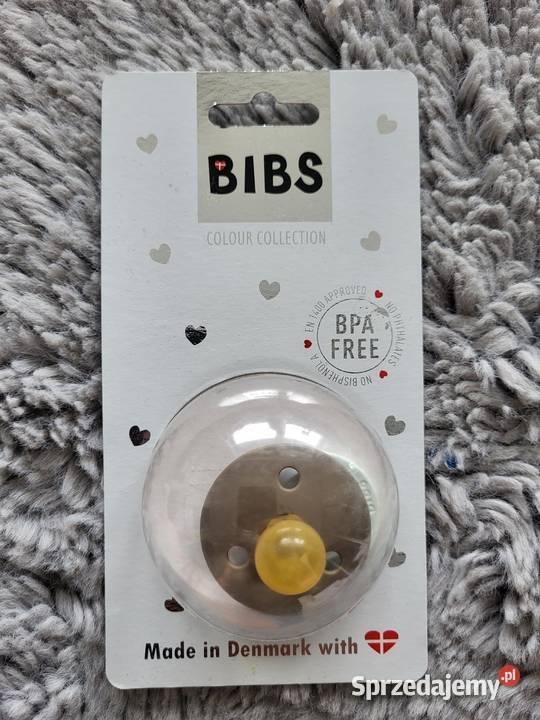 BIBS
COLOUR COLLECTION
EN 1400 APPROVED
NO PHTHALATES
NO BISPHENOL A
BPA
FREE
Made in Denmark with
Sprzedajemy.pl